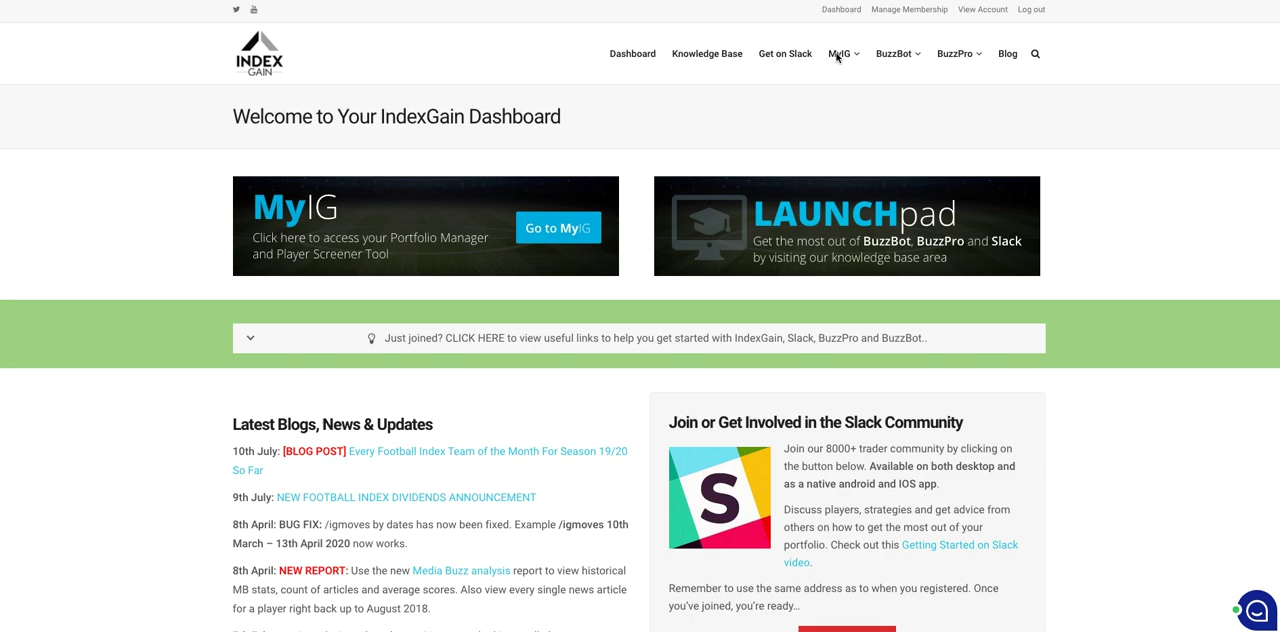 Dashboard Manage Membership View Account Log out
INDEX
GAIN
Dashboard Knowledge Base Get on Slack MyIG BuzzBot BuzzPro Blog
Welcome to Your IndexGain Dashboard
MyIG
Click here to access your Portfolio Manager
and Player Screener Tool
Go to MyIG
LAUNCHpad
Get the most out of BuzzBot, BuzzPro and Slack
by visiting our knowledge base area
Just joined? CLICK HERE to view useful links to help you get started with IndexGain, Slack, BuzzPro and BuzzBot..
Latest Blogs, News & Updates
10th July: [BLOG POST] Every Football Index Team of the Month For Season 19/20
So Far
9th July: NEW FOOTBALL INDEX DIVIDENDS ANNOUNCEMENT
8th April: BUG FIX: /igmoves by dates has now been fixed. Example /igmoves 10th
March – 13th April 2020 now works.
8th April: NEW REPORT: Use the new Media Buzz analysis report to view historical
MB stats, count of articles and average scores. Also view every single news article
for a player right back up to August 2018.
Join or Get Involved in the Slack Community
S
Join our 8000+ trader community by clicking on
the button below. Available on both desktop and
as a native android and IOS app.
Discuss players, strategies and get advice from
others on how to get the most out of your
portfolio. Check out this Getting Started on Slack
video.
Remember to use the same address as to when you registered. Once
you've joined, you're ready...